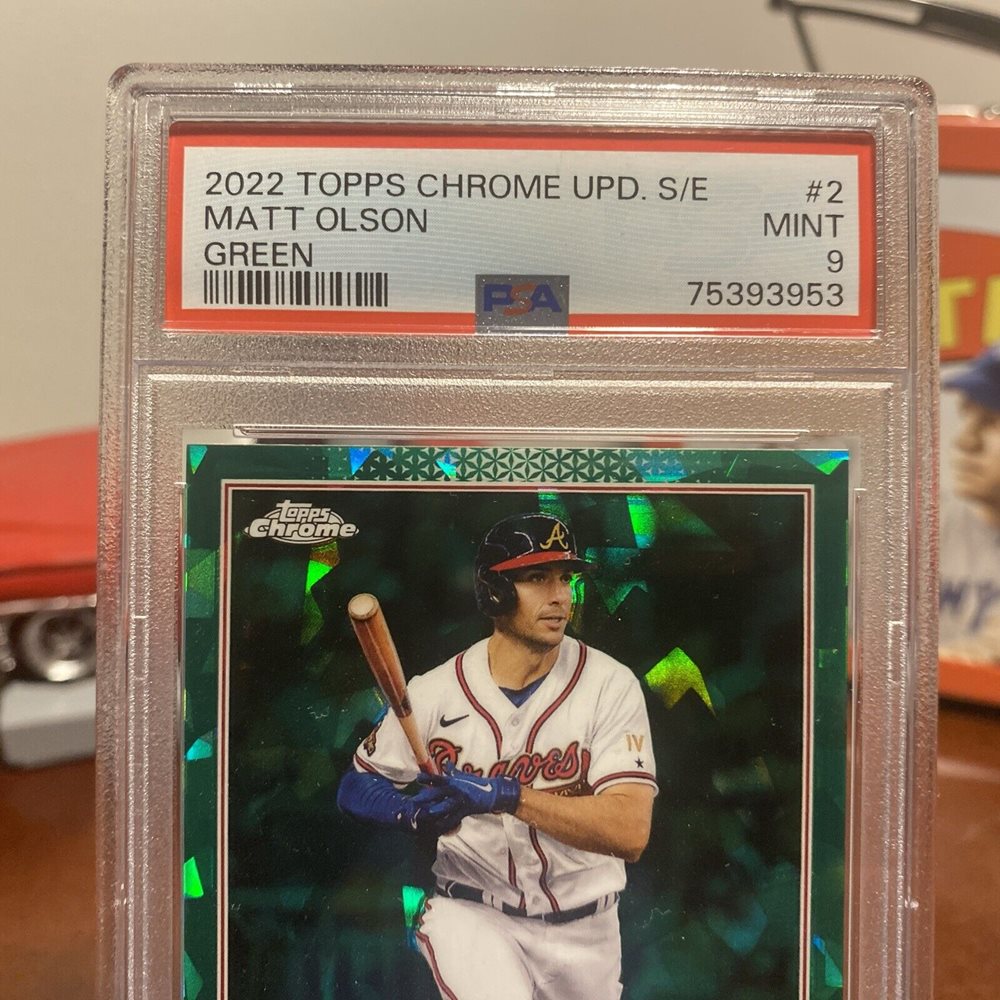 2022 TOPPS CHROME UPD. S/E #2
MATT OLSON MINT
GREEN 9
75393953
PSA
Topps
Chrome
A
Braves
IV